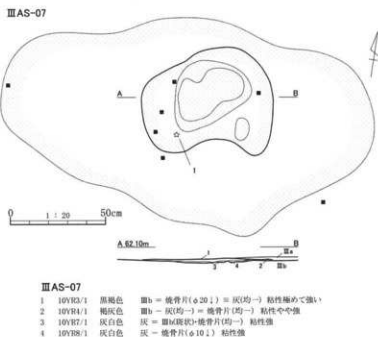 ⅢAS-07
A
B
1
0 1:20 50cm
A 62.10m B
1 Ⅲa
3 4 2 Ⅲb
ⅢAS-07
1 10YR3/1 黒褐色 Ⅲb = 焼骨片(φ20↓) ≡ 灰(均一) 粘性極めて強い
2 10YR4/1 褐灰色 Ⅲb − 灰(均一)= 焼骨片(均一) 粘性やや強
3 10YR7/1 灰白色 灰 = Ⅲb(斑状)+焼骨片(均一) 粘性強
4 10YR8/1 灰白色 灰 − 焼骨片(φ10↓) 粘性強